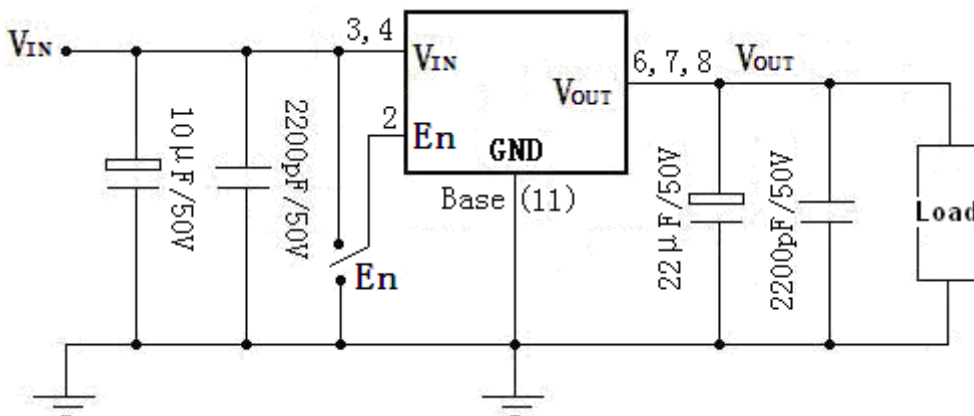 VIN
3, 4
VIN
6, 7, 8
VOUT
VOUT
2
En
GND
Base (11)
10μF/50V
2200pF/50V
En
22μF/50V
2200pF/50V
Load